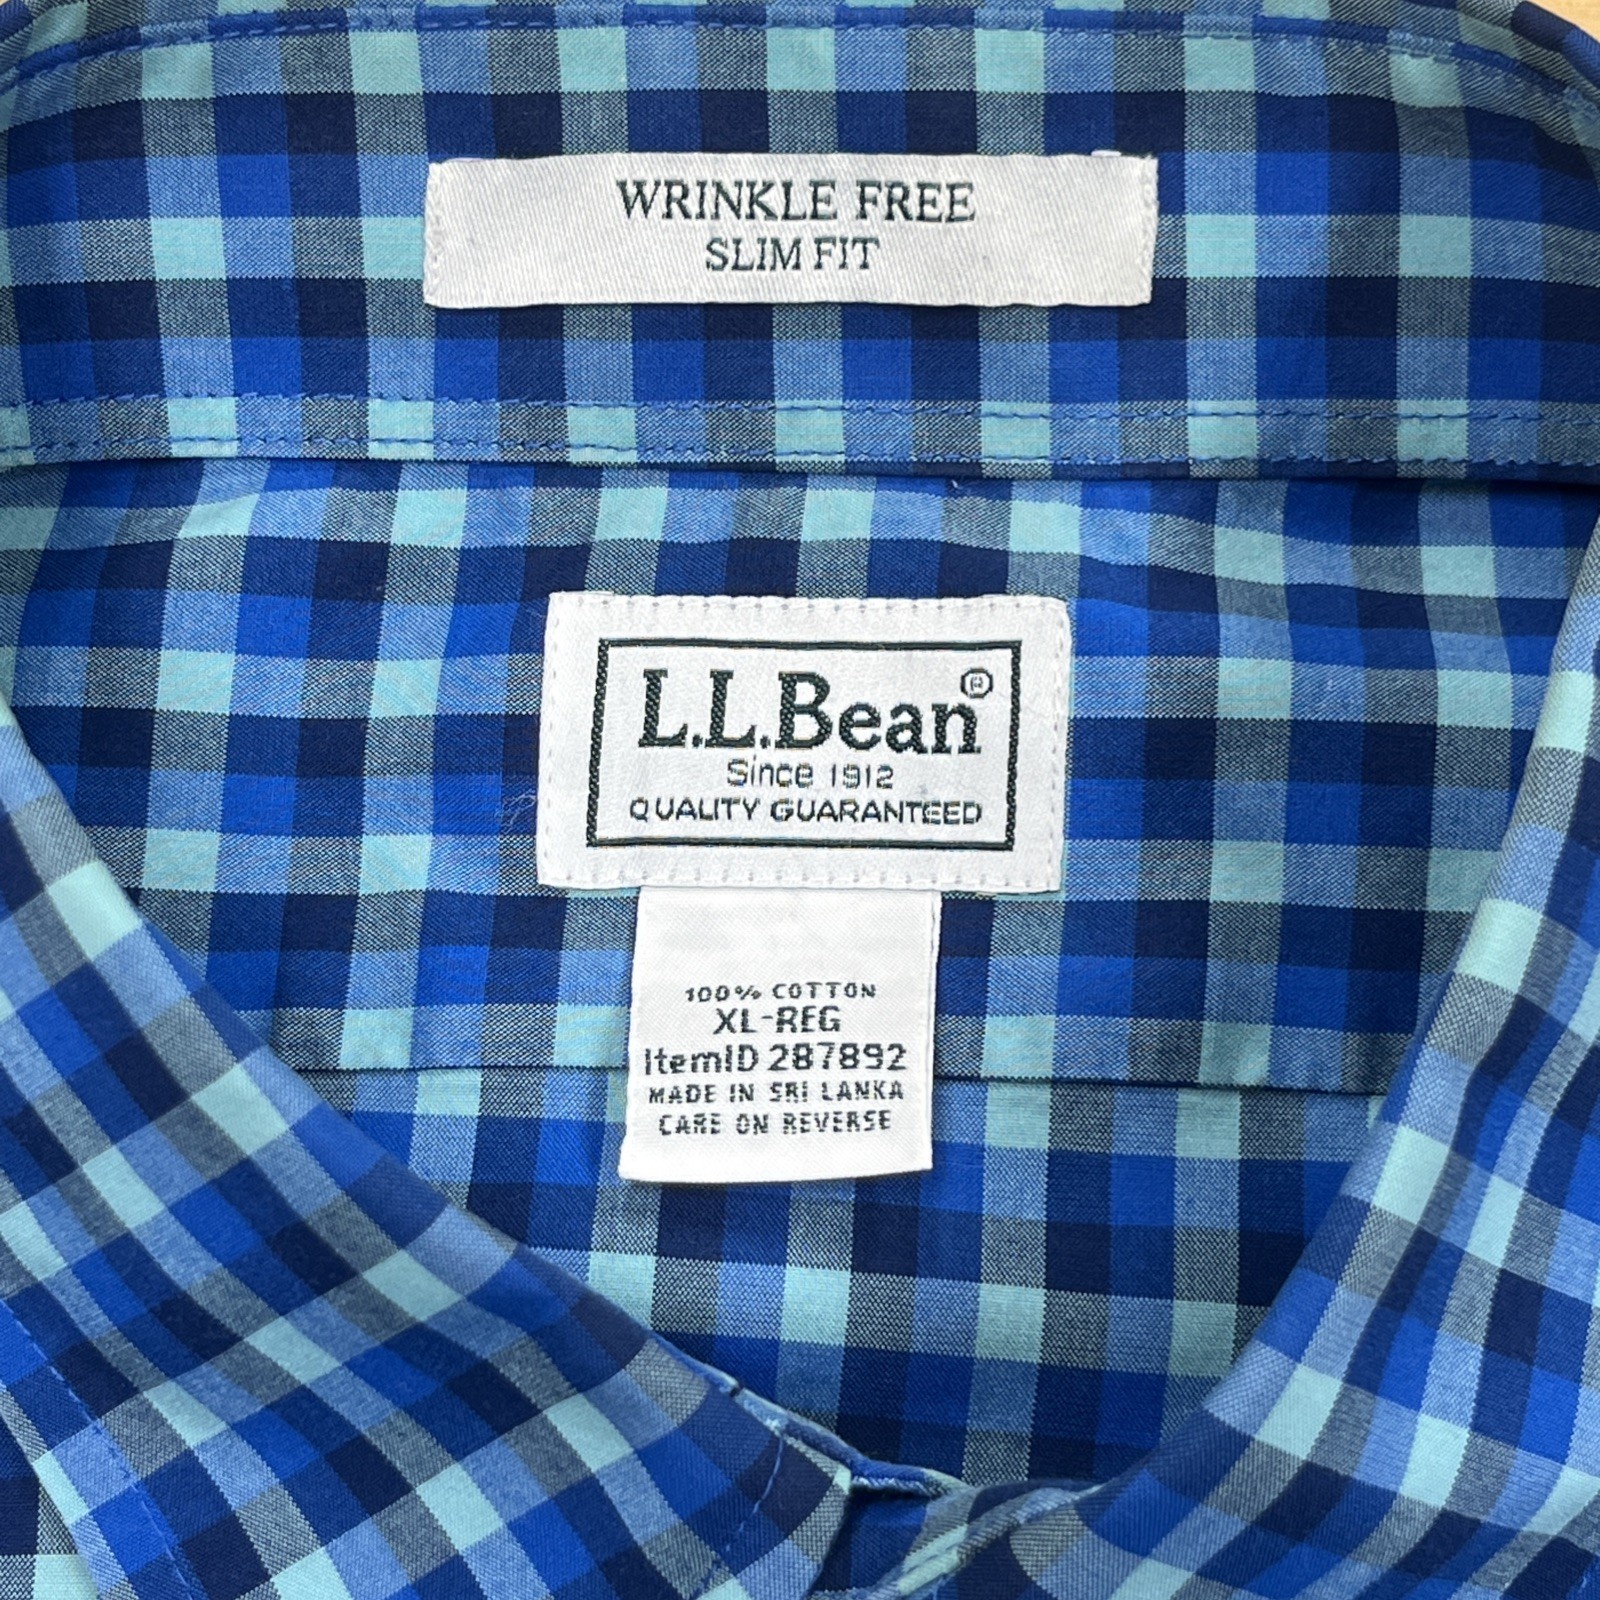 WRINKLE FREE
SLIM FIT
L.L.Bean®
Since 1912
QUALITY GUARANTEED
100% COTTON
XL-REG
ItemID 287892
MADE IN SRI LANKA
CARE ON REVERSE